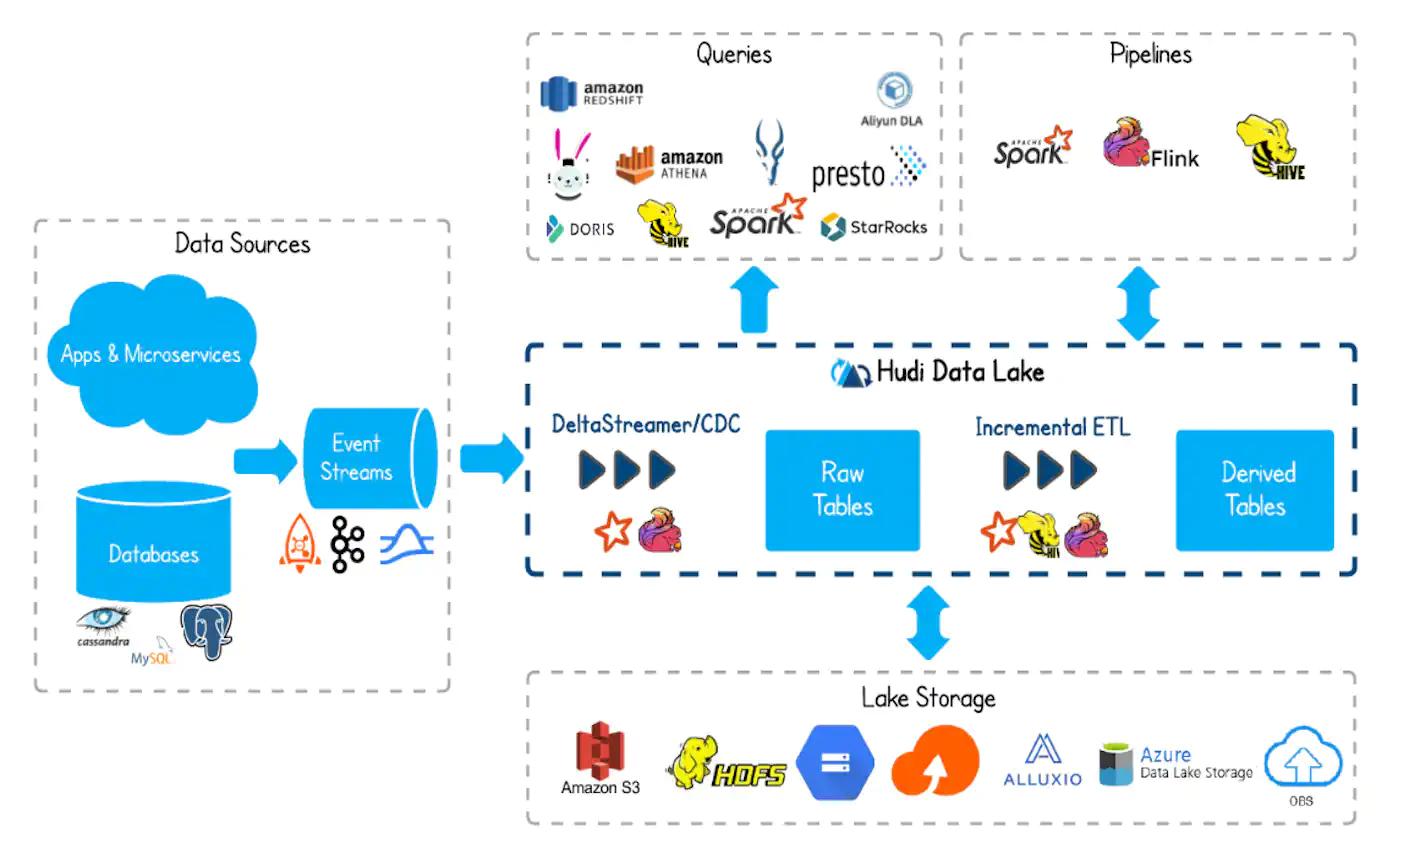 Queries
amazon
REDSHIFT
Aliyun DLA
amazon
ATHENA
presto
DORIS
HIVE
APACHE
Spark
StarRocks
Pipelines
APACHE
Spark
Flink
HIVE
Data Sources
Apps & Microservices
Event
Streams
Databases
cassandra
MySQL
Hudi Data Lake
DeltaStreamer/CDC
Raw
Tables
Incremental ETL
HIV
Derived
Tables
Lake Storage
Amazon S3
HDFS
ALLUXIO
Azure
Data Lake Storage
OBS